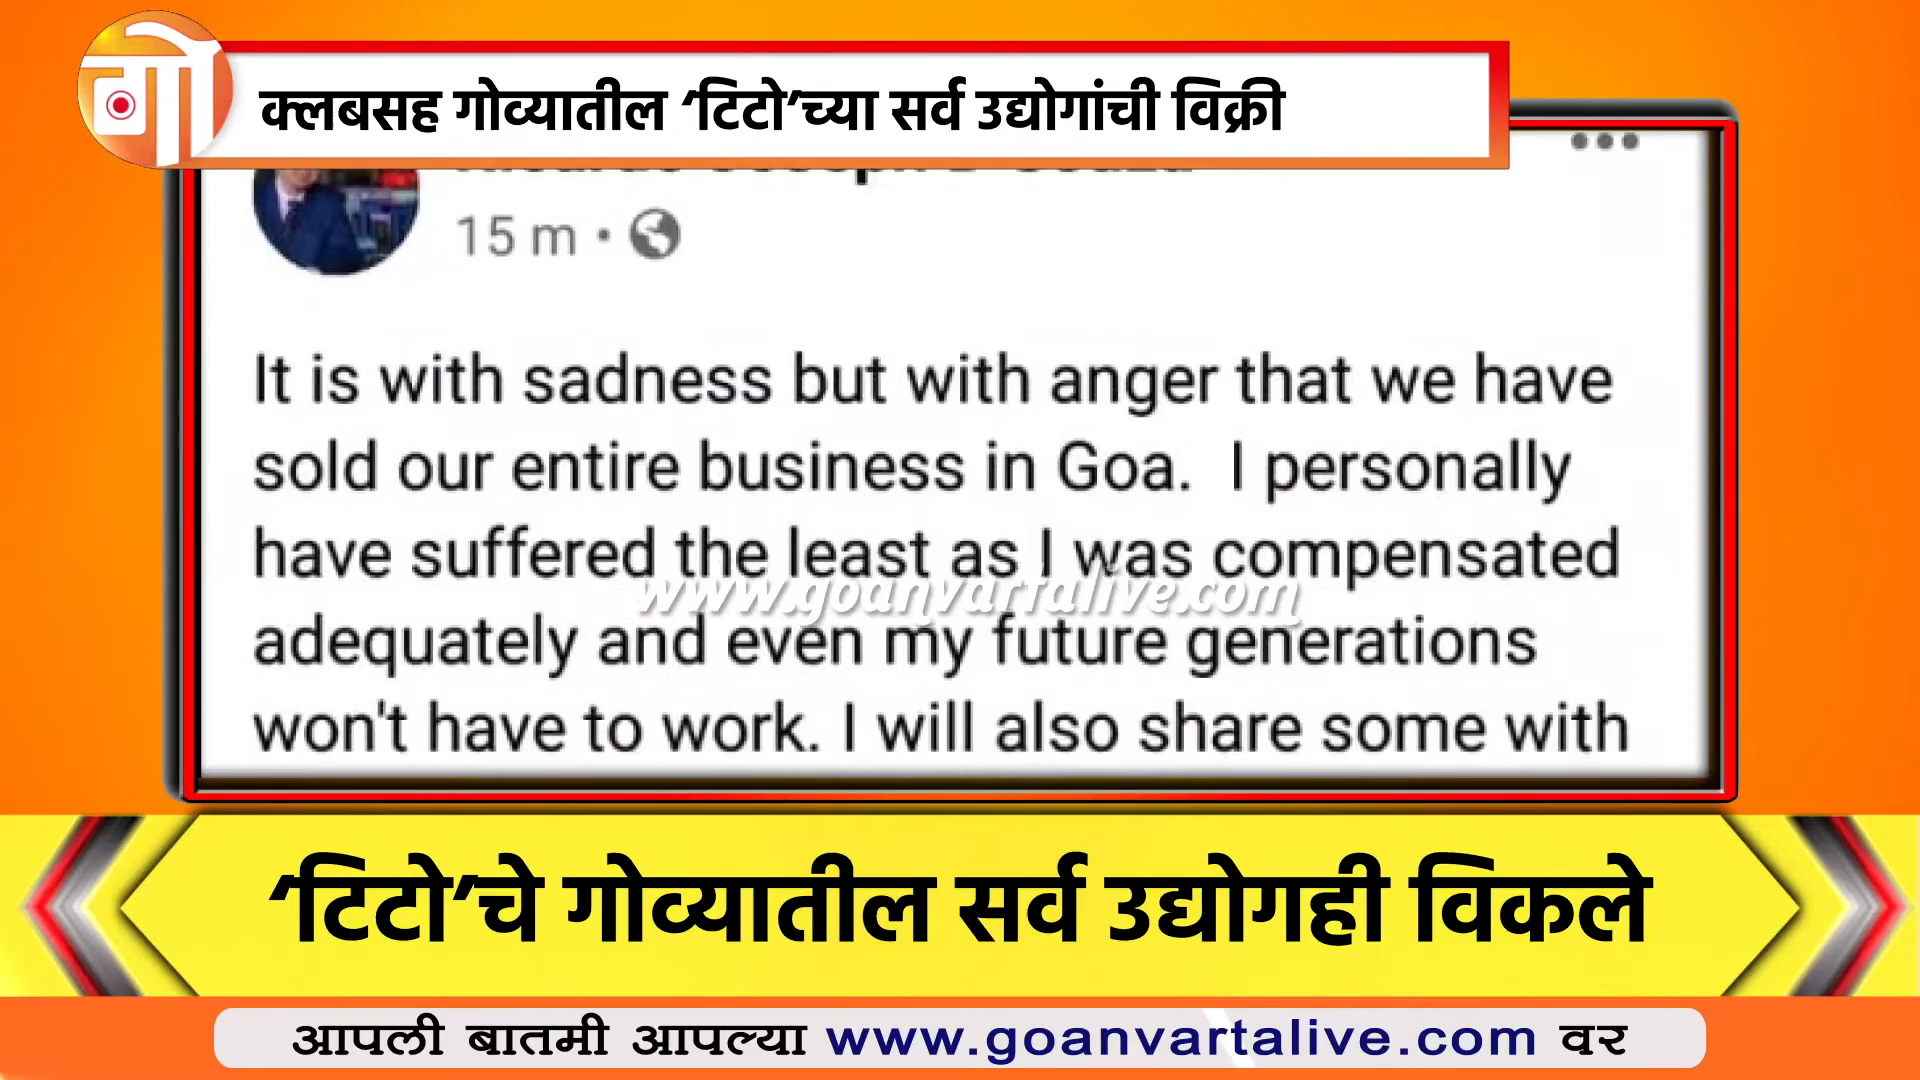 गो
क्लबसह गोव्यातील ‘टिटो’च्या सर्व उद्योगांची विक्री
15 m •
It is with sadness but with anger that we have
sold our entire business in Goa. I personally
have suffered the least as I was compensated
www.goanvartalive.com
adequately and even my future generations
won't have to work. I will also share some with
‘टिटो’चे गोव्यातील सर्व उद्योगही विकले
आपली बातमी आपल्या www.goanvartalive.com वर